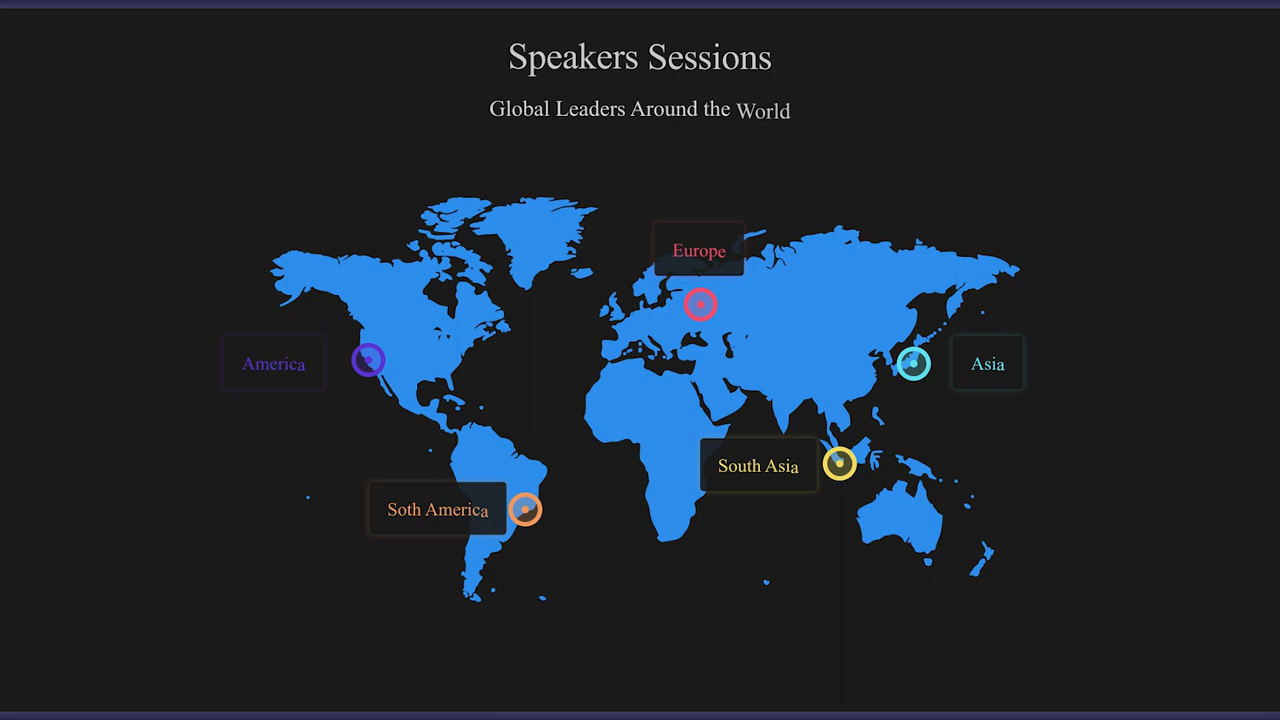 Speakers Sessions
Global Leaders Around the World
Europe
America
Asia
South Asia
Soth America